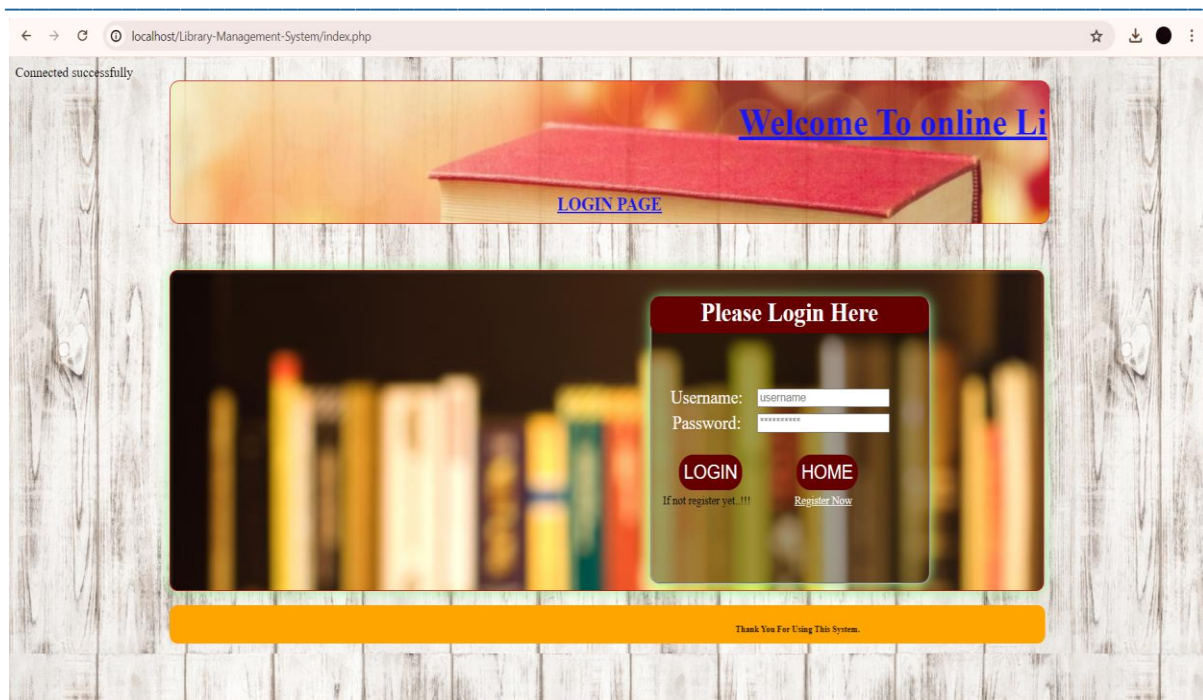 localhost/Library-Management-System/index.php
Connected successfully
Welcome To online Li
LOGIN PAGE
Please Login Here
Username: username
Password: **********
LOGIN HOME
If not register yet..!!! Register Now
Thank You For Using This System.